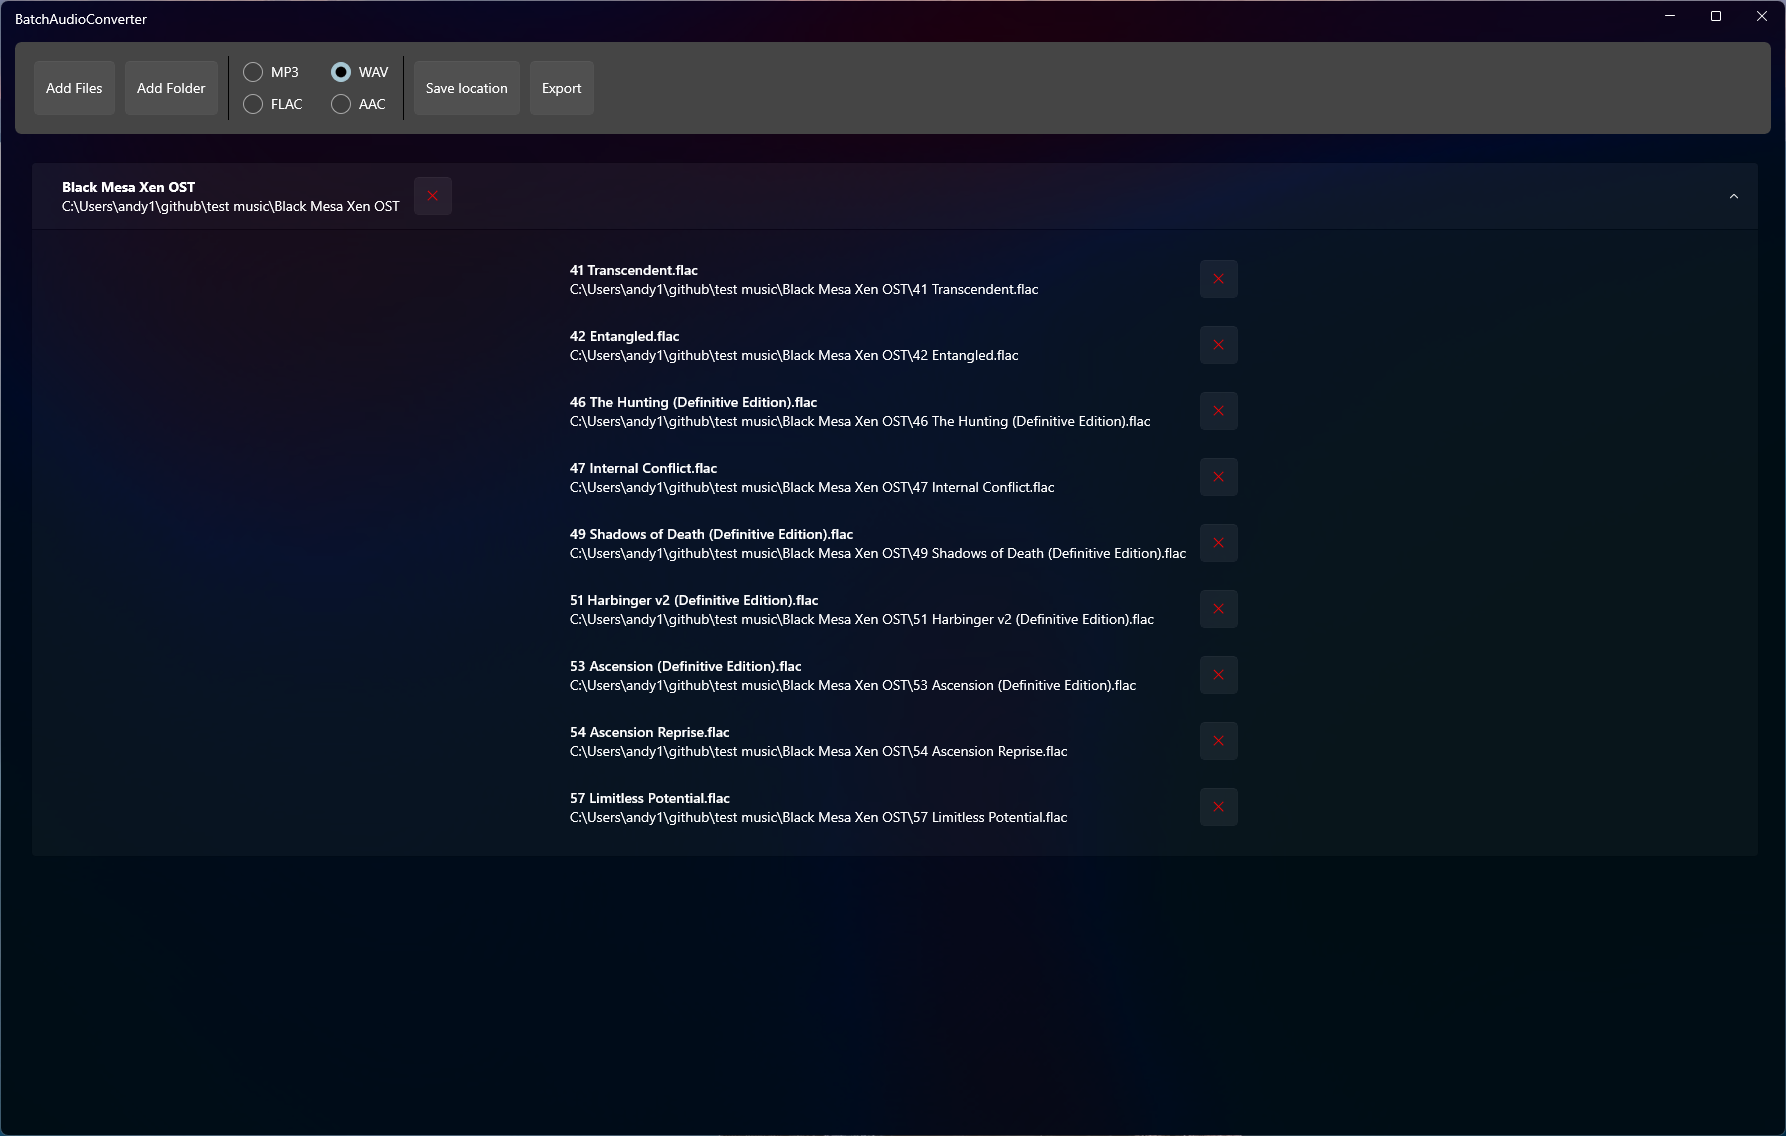 BatchAudioConverter
Add Files
Add Folder
MP3
WAV
FLAC
AAC
Save location
Export
Black Mesa Xen OST
C:\Users\andy1\github\test music\Black Mesa Xen OST
41 Transcendent.flac
C:\Users\andy1\github\test music\Black Mesa Xen OST\41 Transcendent.flac
42 Entangled.flac
C:\Users\andy1\github\test music\Black Mesa Xen OST\42 Entangled.flac
46 The Hunting (Definitive Edition).flac
C:\Users\andy1\github\test music\Black Mesa Xen OST\46 The Hunting (Definitive Edition).flac
47 Internal Conflict.flac
C:\Users\andy1\github\test music\Black Mesa Xen OST\47 Internal Conflict.flac
49 Shadows of Death (Definitive Edition).flac
C:\Users\andy1\github\test music\Black Mesa Xen OST\49 Shadows of Death (Definitive Edition).flac
51 Harbinger v2 (Definitive Edition).flac
C:\Users\andy1\github\test music\Black Mesa Xen OST\51 Harbinger v2 (Definitive Edition).flac
53 Ascension (Definitive Edition).flac
C:\Users\andy1\github\test music\Black Mesa Xen OST\53 Ascension (Definitive Edition).flac
54 Ascension Reprise.flac
C:\Users\andy1\github\test music\Black Mesa Xen OST\54 Ascension Reprise.flac
57 Limitless Potential.flac
C:\Users\andy1\github\test music\Black Mesa Xen OST\57 Limitless Potential.flac